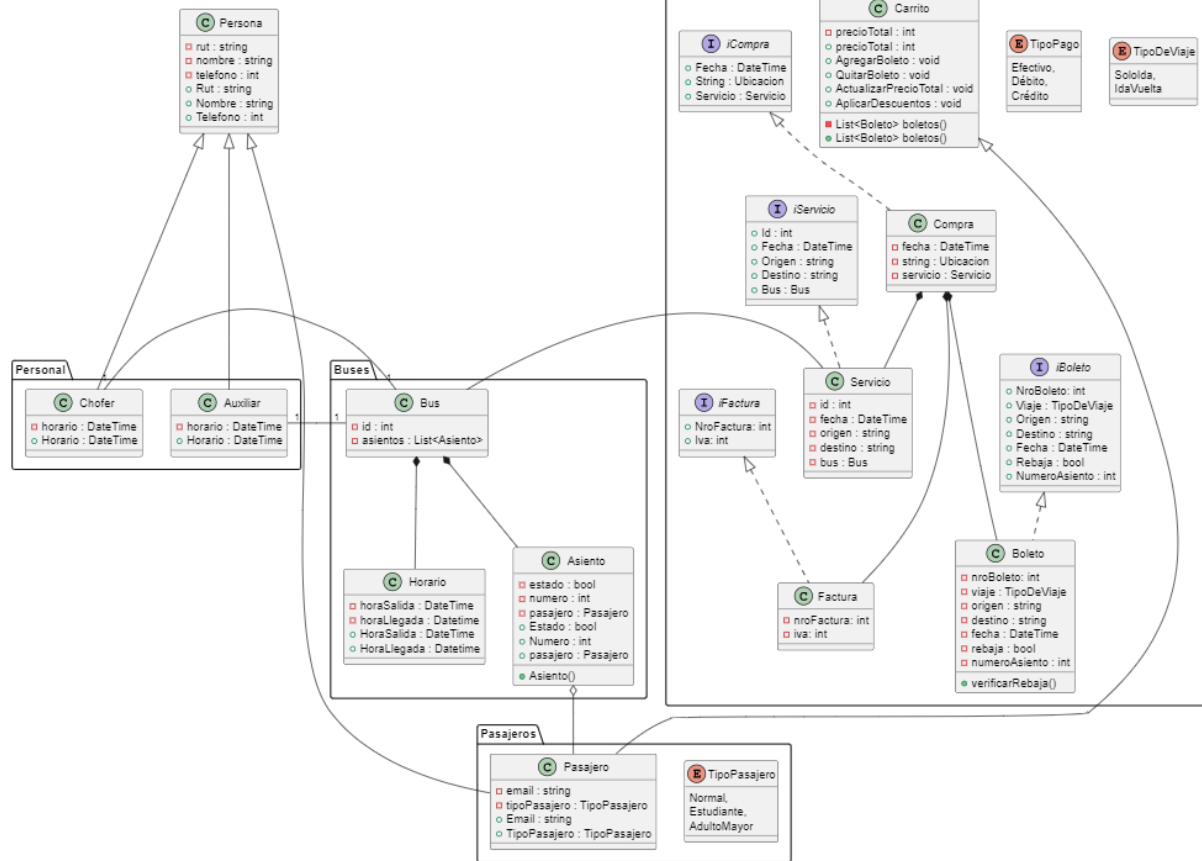 C Persona
rut : string
nombre : string
telefono : int
Rut : string
Nombre : string
Telefono : int
I iCompra
Fecha : DateTime
String : Ubicacion
Servicio : Servicio
C Carrito
precioTotal : int
precioTotal : int
AgregarBoleto : void
QuitarBoleto : void
ActualizarPrecioTotal : void
AplicarDescuentos : void
List<Boleto> boletos()
List<Boleto> boletos()
E TipoPago
Efectivo,
Débito,
Crédito
E TipoDeViaje
SoloIda,
IdaVuelta
I iServicio
Id : int
Fecha : DateTime
Origen : string
Destino : string
Bus : Bus
C Compra
fecha : DateTime
string : Ubicacion
servicio : Servicio
Personal
C Chofer
horario : DateTime
Horario : DateTime
1
C Auxiliar
horario : DateTime
Horario : DateTime
1
1
Buses
1
C Bus
id : int
asientos : List<Asiento>
C Horario
horaSalida : DateTime
horaLlegada : Datetime
HoraSalida : DateTime
HoraLlegada : Datetime
C Asiento
estado : bool
numero : int
pasajero : Pasajero
Estado : bool
Numero : int
pasajero : Pasajero
Asiento()
I iFactura
NroFactura: int
Iva: int
C Servicio
id : int
fecha : DateTime
origen : string
destino : string
bus : Bus
I iBoleto
NroBoleto: int
Viaje : TipoDeViaje
Origen : string
Destino : string
Fecha : DateTime
Rebaja : bool
NumeroAsiento : int
C Factura
nroFactura: int
iva: int
C Boleto
nroBoleto: int
viaje : TipoDeViaje
origen : string
destino : string
fecha : DateTime
rebaja : bool
numeroAsiento : int
verificarRebaja()
Pasajeros
C Pasajero
email : string
tipoPasajero : TipoPasajero
Email : string
TipoPasajero : TipoPasajero
E TipoPasajero
Normal,
Estudiante,
AdultoMayor